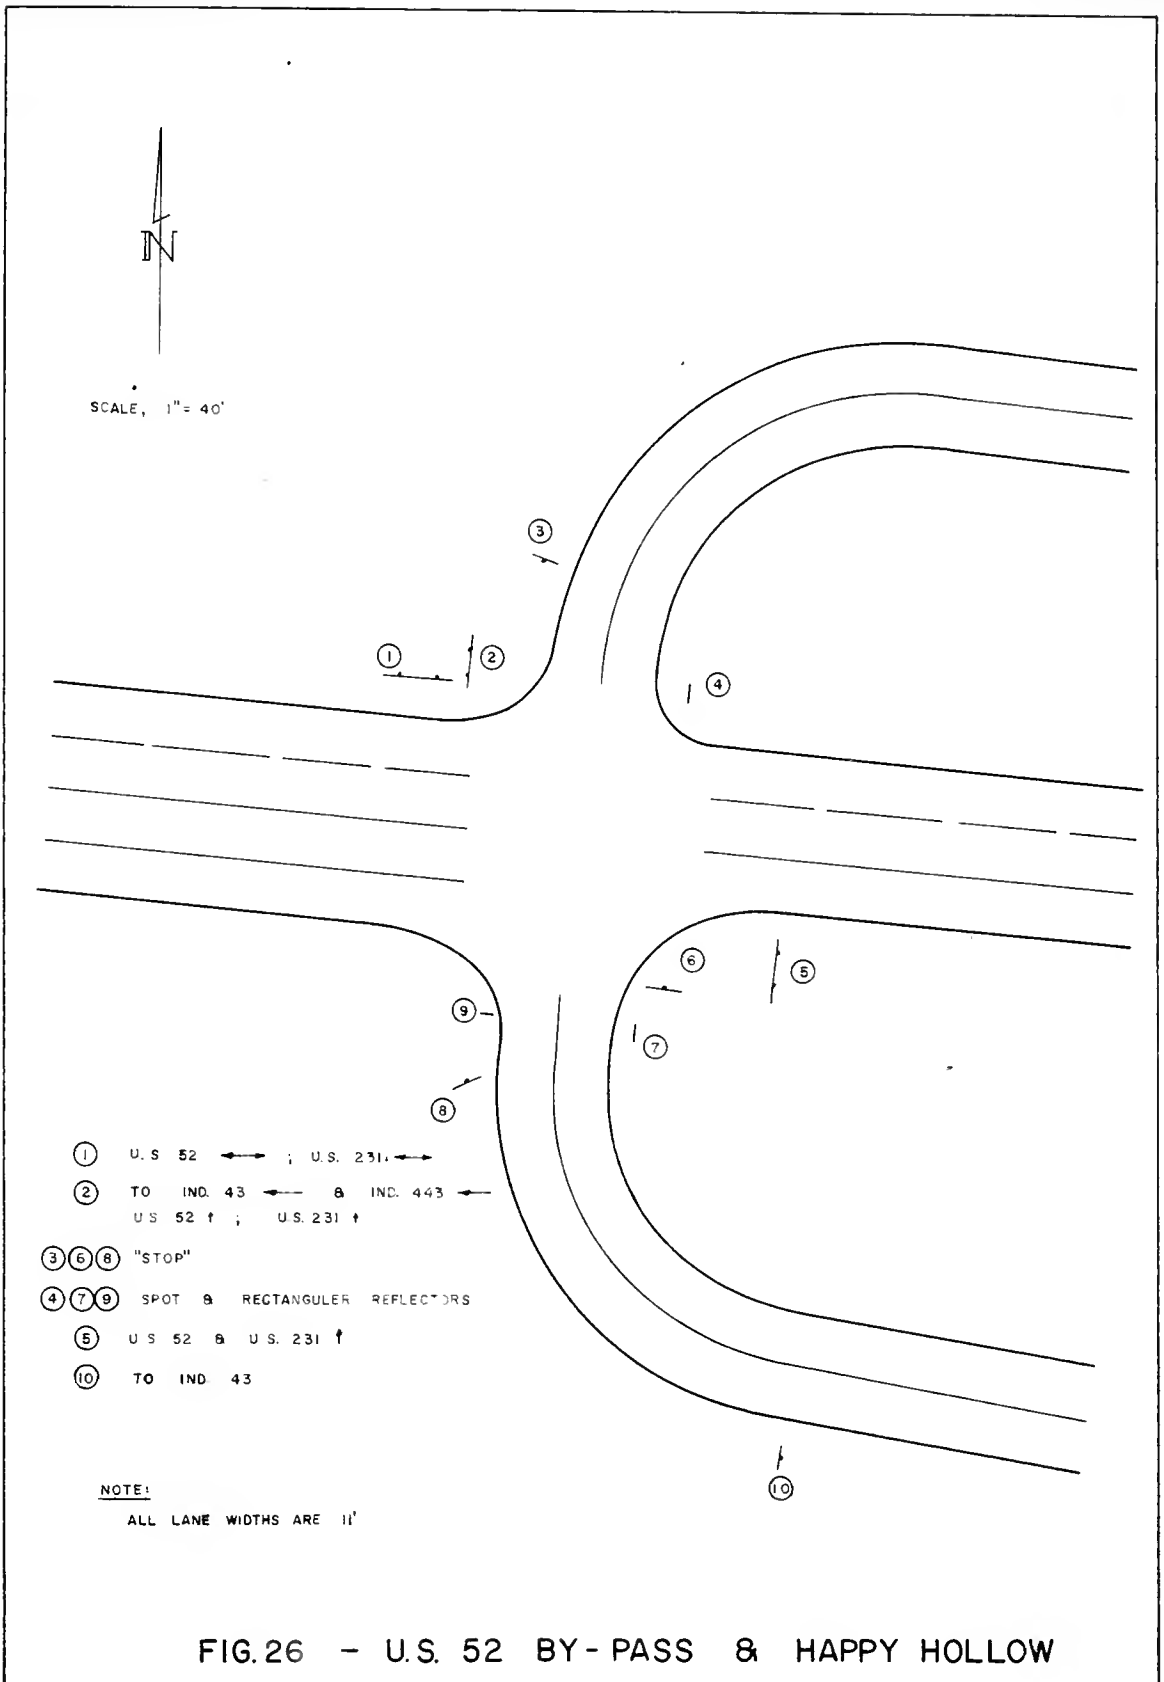 N
SCALE, 1" = 40'
3
1
2
4
6
5
9
7
8
1 U.S 52 ←→ ; U.S. 231. ←→
2 TO IND. 43 ← & IND. 443 ←
U S 52 ↑ ; U.S. 231 ↑
3 6 8 "STOP"
4 7 9 SPOT & RECTANGULER REFLECTORS
5 U S 52 & U S. 231 ↑
10 TO IND 43
10
NOTE:
ALL LANE WIDTHS ARE 11'
FIG. 26 - U.S. 52 BY-PASS & HAPPY HOLLOW